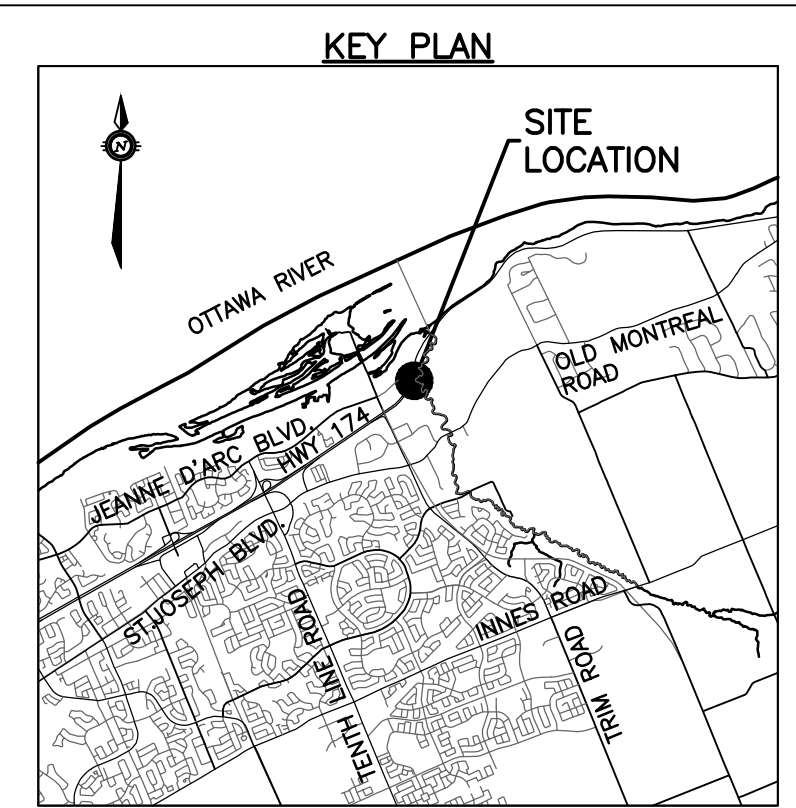 KEY PLAN
SITE
LOCATION
N
OTTAWA RIVER
OLD MONTREAL
ROAD
JEANNE D'ARC BLVD.
HWY 174
ST.JOSEPH BLVD.
TENTH LINE ROAD
INNES ROAD
TRIM ROAD